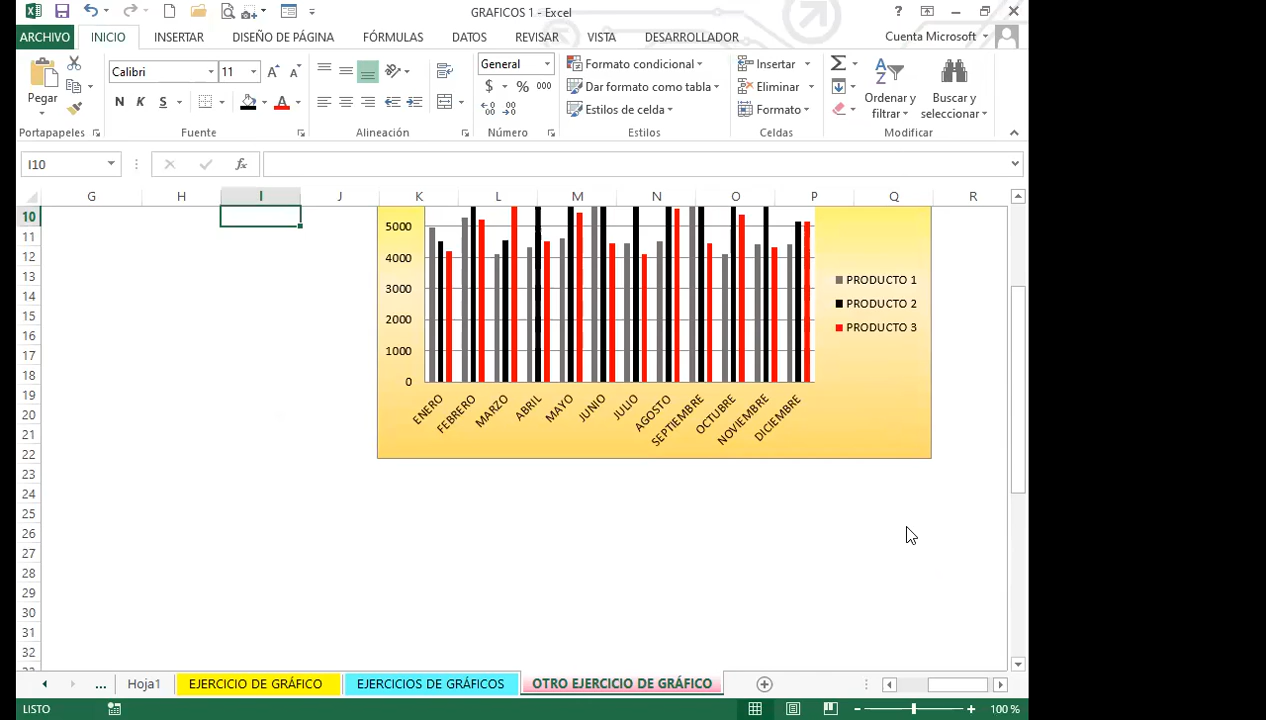 GRAFICOS 1 - Excel
ARCHIVO INICIO INSERTAR DISEÑO DE PÁGINA FÓRMULAS DATOS REVISAR VISTA DESARROLLADOR Cuenta Microsoft
Pegar
Calibri 11
N K S
General
$ % 000
Formato condicional
Dar formato como tabla
Estilos de celda
Insertar
Eliminar
Formato
Ordenar y
filtrar
Buscar y
seleccionar
Portapapeles Fuente Alineación Número Estilos Celdas Modificar
I10 fx
G H I J K L M N O P Q R
10
11
12
13
14
15
16
17
18
19
20
21
22
23
24
25
26
27
28
29
30
31
32
5000
4000
3000
2000
1000
0
ENERO
FEBRERO
MARZO
ABRIL
MAYO
JUNIO
JULIO
AGOSTO
SEPTIEMBRE
OCTUBRE
NOVIEMBRE
DICIEMBRE
PRODUCTO 1
PRODUCTO 2
PRODUCTO 3
... Hoja1 EJERCICIO DE GRÁFICO EJERCICIOS DE GRÁFICOS OTRO EJERCICIO DE GRÁFICO
LISTO 100 %